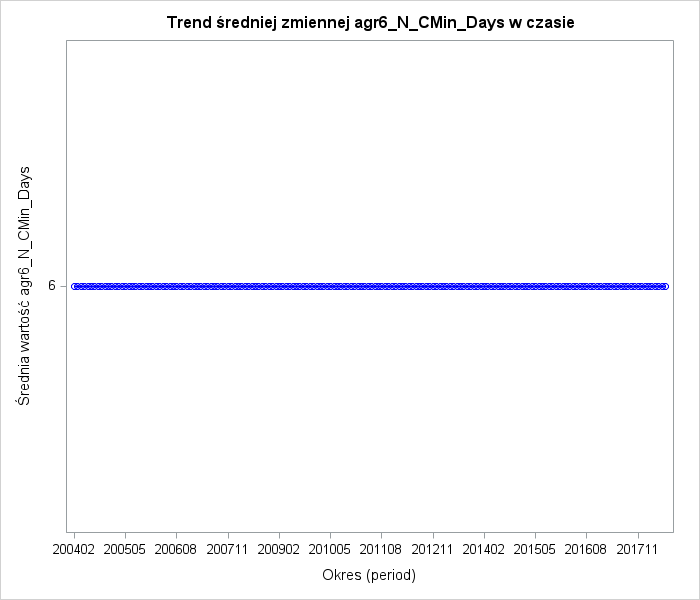 Trend średniej zmiennej agr6_N_CMin_Days w czasie
Średnia wartość agr6_N_CMin_Days
6
200402 200505 200608 200711 200902 201005 201108 201211 201402 201505 201608 201711
Okres (period)